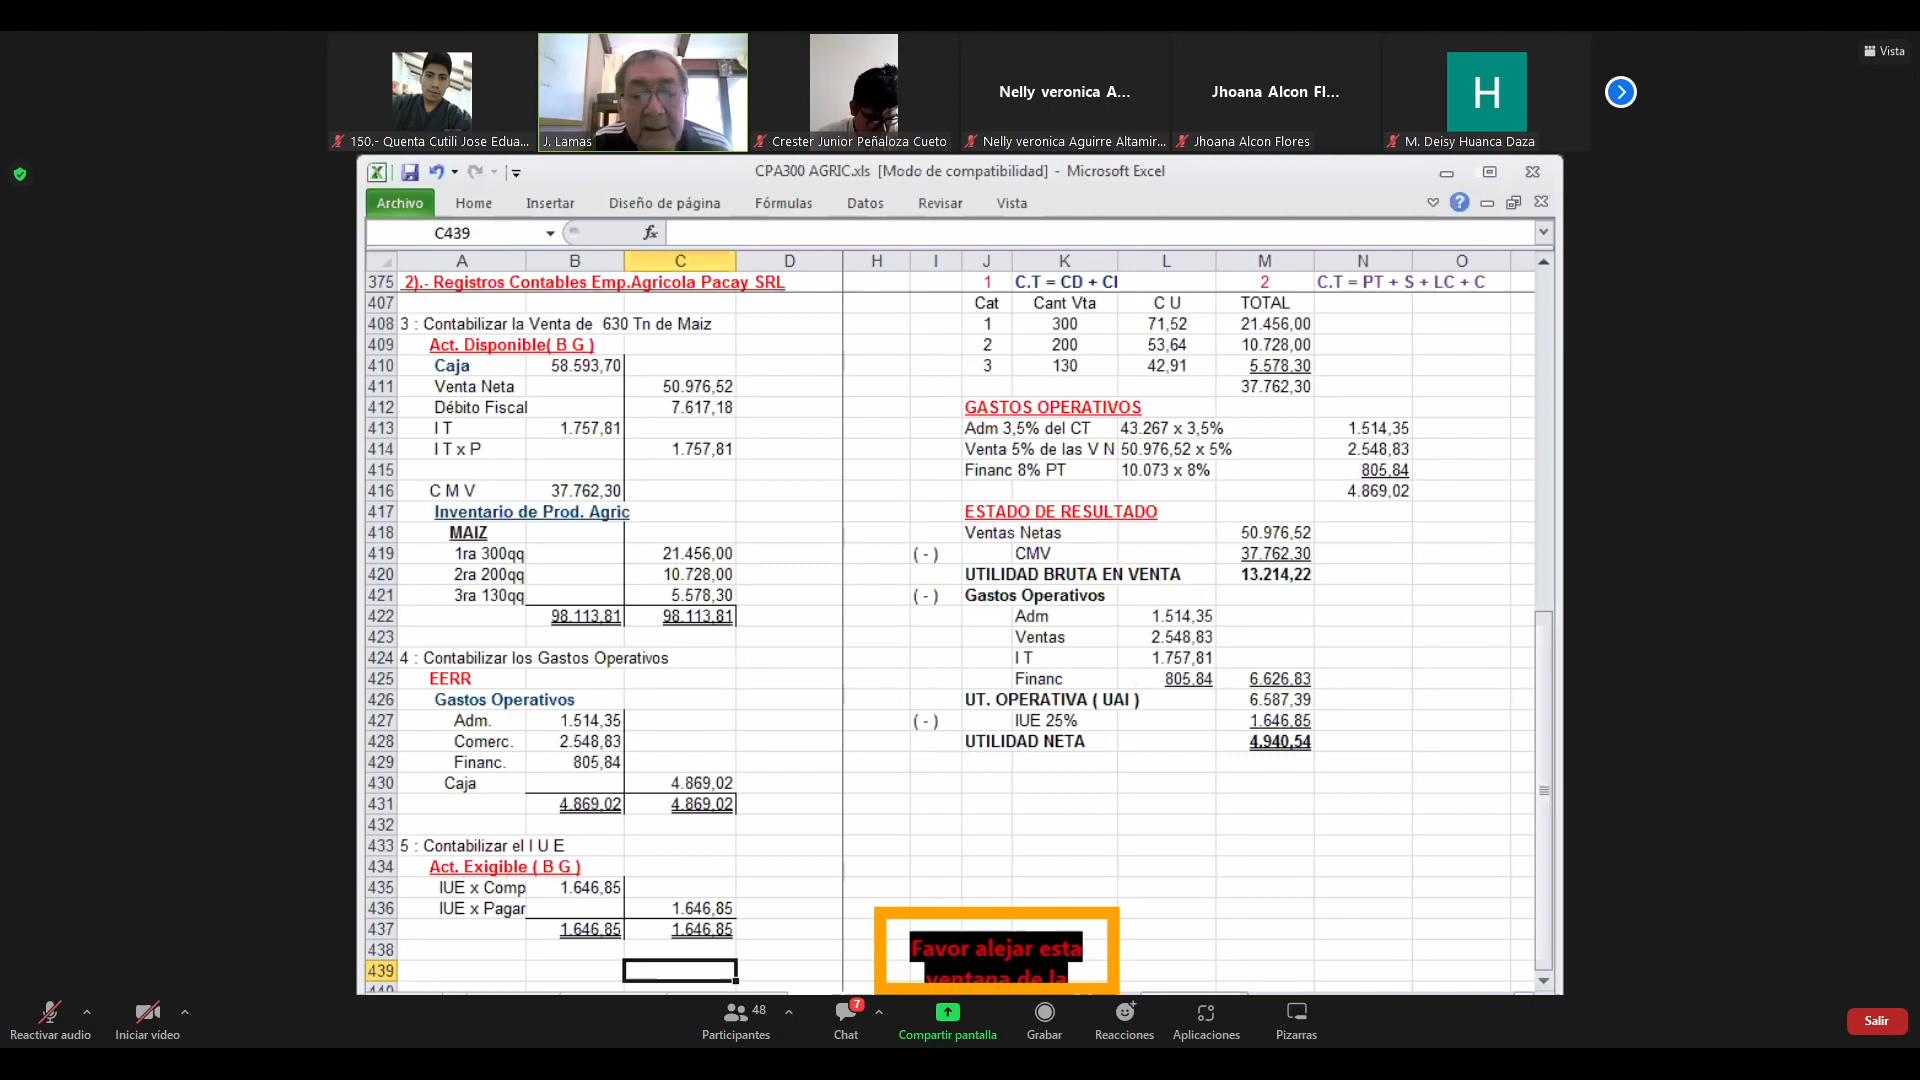 Vista
H
Nelly veronica A...
Jhoana Alcon Fl...
150.- Quenta Cutili Jose Edua...
J. Lamas
Crester Junior Peñaloza Cueto
Nelly veronica Aguirre Altamir...
Jhoana Alcon Flores
M. Deisy Huanca Daza
CPA300 AGRIC.xls [Modo de compatibilidad] - Microsoft Excel
Archivo Home Insertar Diseño de página Fórmulas Datos Revisar Vista
C439 fx
A B C D H I J K L M N O
375 2).- Registros Contables Emp.Agricola Pacay SRL 1 C.T = CD + CI 2 C.T = PT + S + LC + C
407 Cat Cant Vta C U TOTAL
408 3 : Contabilizar la Venta de 630 Tn de Maiz 1 300 71,52 21.456,00
409 Act. Disponible( B G ) 2 200 53,64 10.728,00
410 Caja 58.593,70 3 130 42,91 5.578,30
411 Venta Neta 50.976,52 37.762,30
412 Débito Fiscal 7.617,18 GASTOS OPERATIVOS
413 I T 1.757,81 Adm 3,5% del CT 43.267 x 3,5% 1.514,35
414 I T x P 1.757,81 Venta 5% de las V N 50.976,52 x 5% 2.548,83
415 Financ 8% PT 10.073 x 8% 805,84
416 C M V 37.762,30 4.869,02
417 Inventario de Prod. Agric ESTADO DE RESULTADO
418 MAIZ Ventas Netas 50.976,52
419 1ra 300qq 21.456,00 ( - ) CMV 37.762,30
420 2ra 200qq 10.728,00 UTILIDAD BRUTA EN VENTA 13.214,22
421 3ra 130qq 5.578,30 ( - ) Gastos Operativos
422 98.113,81 98.113,81 Adm 1.514,35
423 Ventas 2.548,83
424 4 : Contabilizar los Gastos Operativos I T 1.757,81
425 EERR Financ 805,84 6.626,83
426 Gastos Operativos UT. OPERATIVA ( UAI ) 6.587,39
427 Adm. 1.514,35 ( - ) IUE 25% 1.646,85
428 Comerc. 2.548,83 UTILIDAD NETA 4.940,54
429 Financ. 805,84
430 Caja 4.869,02
431 4.869,02 4.869,02
432
433 5 : Contabilizar el I U E
434 Act. Exigible ( B G )
435 IUE x Comp 1.646,85
436 IUE x Pagar 1.646,85
437 1.646,85 1.646,85
438 Favor alejar esta
439 ventana de la
440
48 7
Reactivar audio Iniciar vídeo Participantes Chat Compartir pantalla Grabar Reacciones Aplicaciones Pizarras Salir